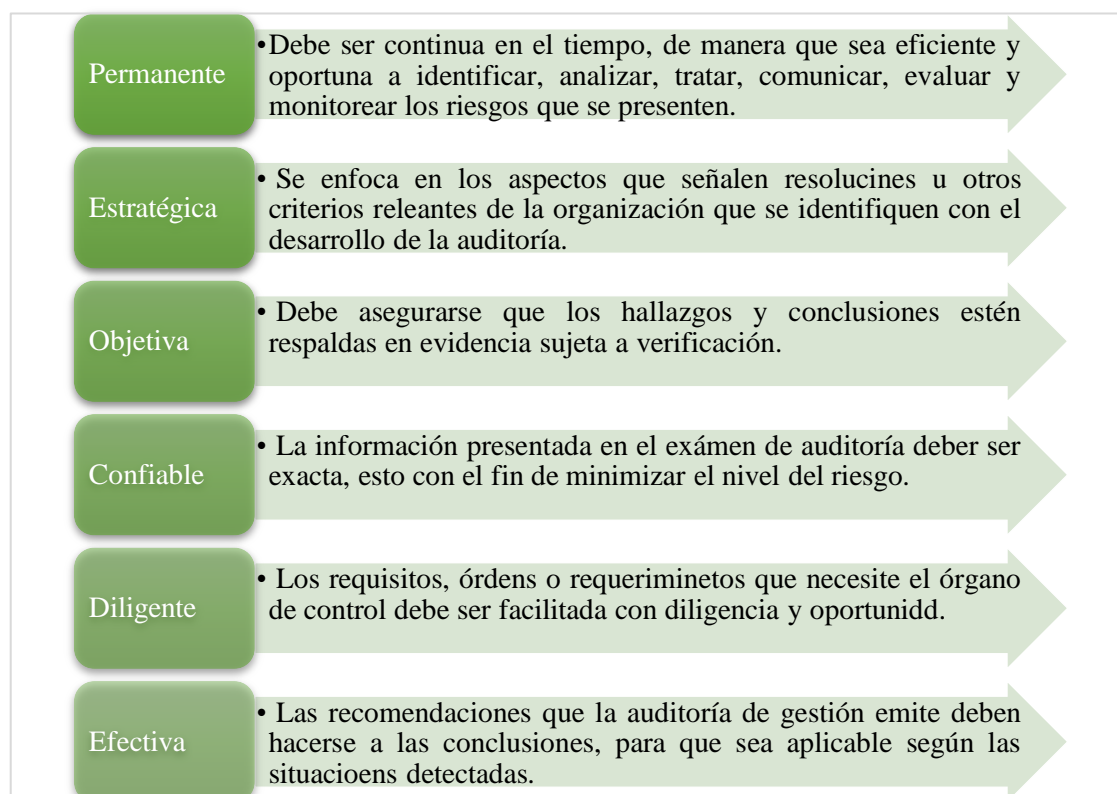 Permanente
•Debe ser continua en el tiempo, de manera que sea eficiente y
oportuna a identificar, analizar, tratar, comunicar, evaluar y
monitorear los riesgos que se presenten.
Estratégica
• Se enfoca en los aspectos que señalen resolucines u otros
criterios releantes de la organización que se identifiquen con el
desarrollo de la auditoría.
Objetiva
• Debe asegurarse que los hallazgos y conclusiones estén
respaldas en evidencia sujeta a verificación.
Confiable
• La información presentada en el exámen de auditoría deber ser
exacta, esto con el fin de minimizar el nivel del riesgo.
Diligente
• Los requisitos, órdens o requeriminetos que necesite el órgano
de control debe ser facilitada con diligencia y oportunidd.
Efectiva
• Las recomendaciones que la auditoría de gestión emite deben
hacerse a las conclusiones, para que sea aplicable según las
situacioens detectadas.